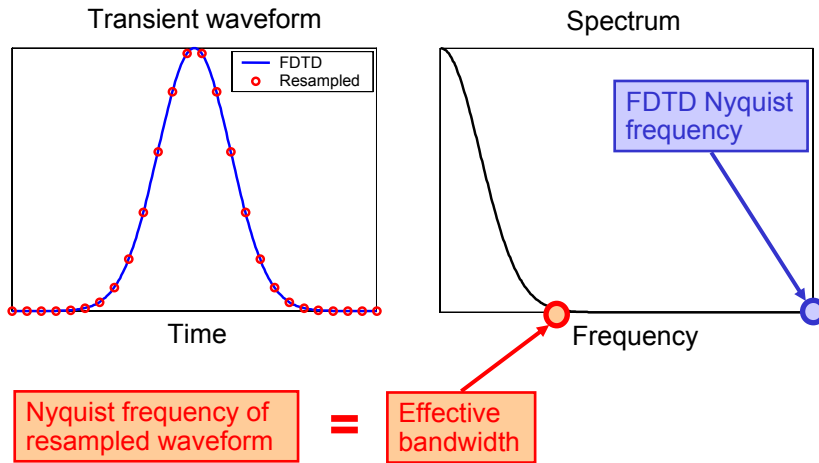 Transient waveform
FDTD
Resampled
Time
Spectrum
FDTD Nyquist
frequency
Frequency
Nyquist frequency of
resampled waveform
=
Effective
bandwidth